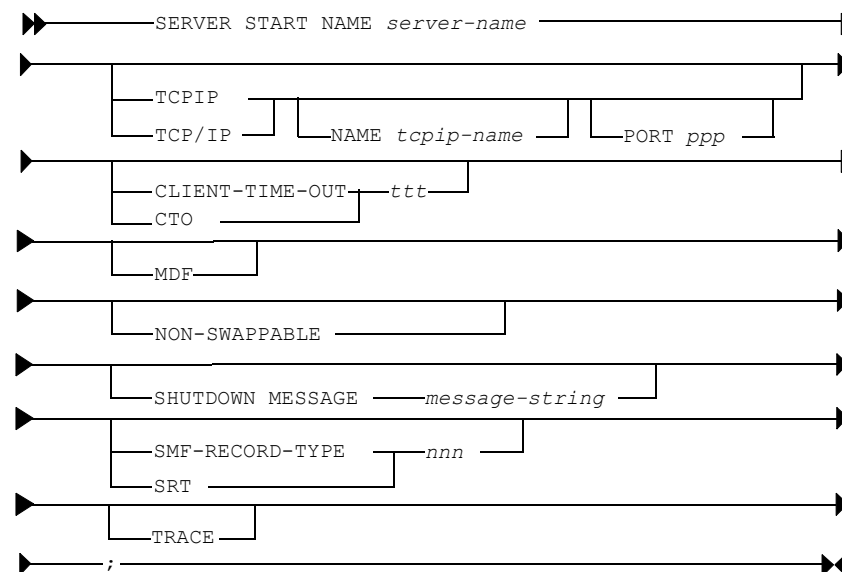 SERVER START NAME server-name
TCPIP
TCP/IP NAME tcpip-name PORT ppp
CLIENT-TIME-OUT ttt
CTO
MDF
NON-SWAPPABLE
SHUTDOWN MESSAGE message-string
SMF-RECORD-TYPE nnn
SRT
TRACE
;